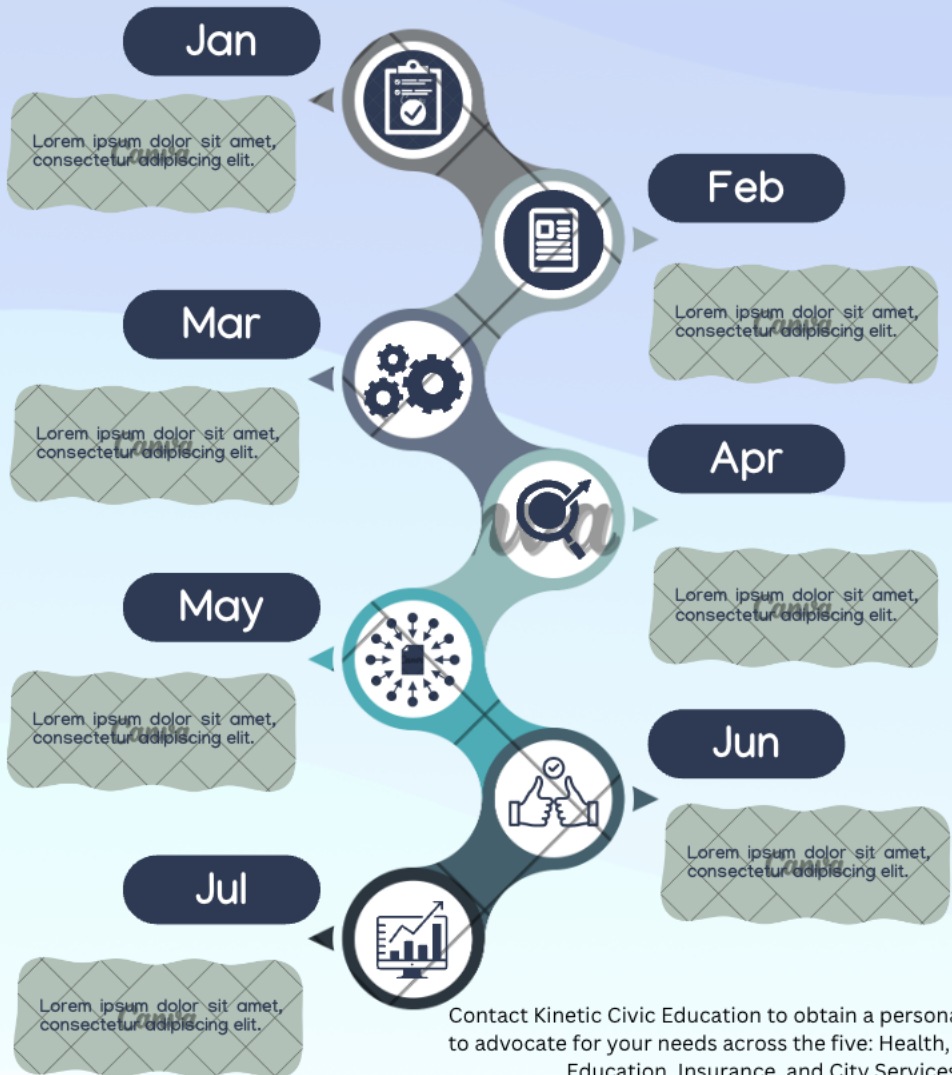 Jan
Lorem ipsum dolor sit amet,
consectetur adipiscing elit.
Feb
Lorem ipsum dolor sit amet,
consectetur adipiscing elit.
Mar
Lorem ipsum dolor sit amet,
consectetur adipiscing elit.
Apr
Lorem ipsum dolor sit amet,
consectetur adipiscing elit.
May
Lorem ipsum dolor sit amet,
consectetur adipiscing elit.
Jun
Lorem ipsum dolor sit amet,
consectetur adipiscing elit.
Jul
Lorem ipsum dolor sit amet,
consectetur adipiscing elit.
Contact Kinetic Civic Education to obtain a
to advocate for your needs across the five: Health,
Education, Insurance, and City